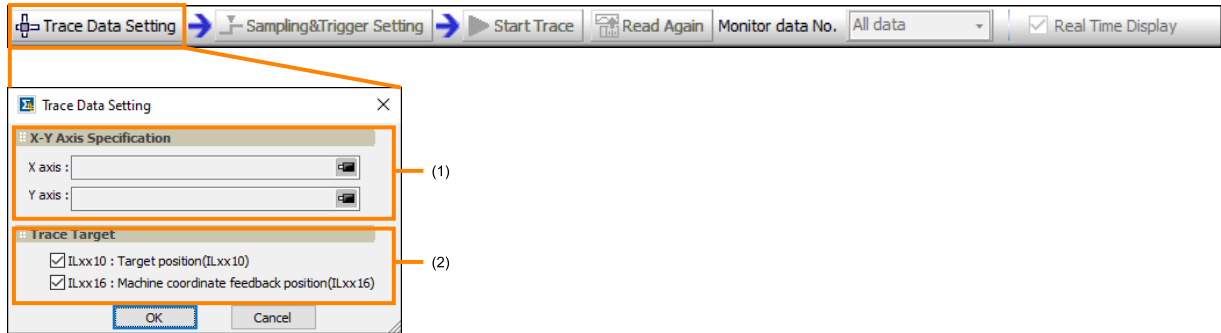 Trace Data Setting Sampling&Trigger Setting Start Trace Read Again Monitor data No. All data Real Time Display
Trace Data Setting
X-Y Axis Specification
X axis :
(1)
Y axis :
Trace Target
ILxx10 : Target position(ILxx10)
(2)
ILxx16 : Machine coordinate feedback position(ILxx16)
OK Cancel